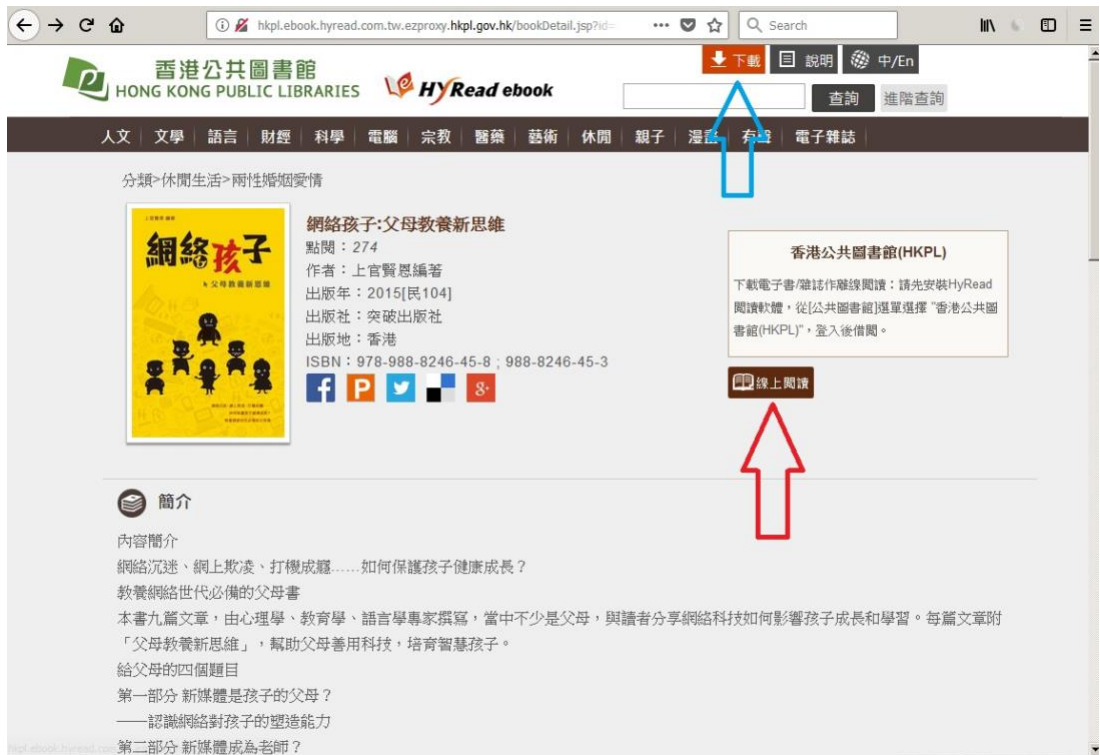 hkpl.ebook.hyread.com.tw.ezproxy.hkpl.gov.hk/bookDetail.jsp?id=
Search
香港公共圖書館
HONG KONG PUBLIC LIBRARIES
HyRead ebook
下載
說明
中/En
查詢
進階查詢
人文 文學 語言 財經 科學 電腦 宗教 醫藥 藝術 休閒 親子 漫畫 有聲 電子雜誌
分類>休閒生活>兩性婚姻愛情
網絡孩子
父母教養新思維
網絡孩子:父母教養新思維
點閱：274
作者：上官賢恩編著
出版年：2015[民104]
出版社：突破出版社
出版地：香港
ISBN：978-988-8246-45-8 ; 988-8246-45-3
香港公共圖書館(HKPL)
下載電子書/雜誌作離線閱讀：請先安裝HyRead
閱讀軟體，從[公共圖書館]選單選擇 "香港公共圖
書館(HKPL)"，登入後借閱。
線上閱讀
簡介
內容簡介
網絡沉迷、網上欺凌、打機成癮……如何保護孩子健康成長？
教養網絡世代必備的父母書
本書九篇文章，由心理學、教育學、語言學專家撰寫，當中不少是父母，與讀者分享網絡科技如何影響孩子成長和學習。每篇文章附
「父母教養新思維」，幫助父母善用科技，培育智慧孩子。
給父母的四個題目
第一部分 新媒體是孩子的父母？
——認識網絡對孩子的塑造能力
第二部分 新媒體成為老師？